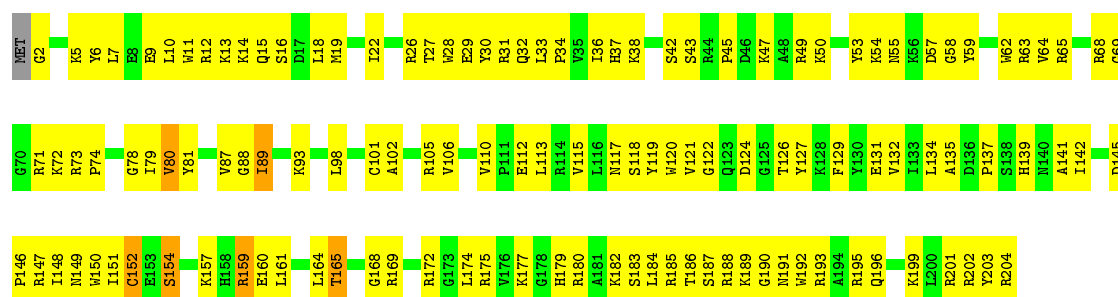 MET G2 K5 Y6 L7 E8 E9 L10 W11 R12 K13 K14 Q15 S16 D17 L18 M19 I22 R26 T27 W28 E29 Y30 R31 Q32 L33 P34 V35 I36 H37 K38 S42 S43 R44 P45 D46 K47 A48 R49 K50 Y53 K54 N55 K56 D57 G58 Y59 W62 R63 V64 R65 R68 G69
G70 R71 K72 R73 P74 G78 I79 V80 Y81 V87 G88 I89 K93 L98 C101 A102 R105 V106 V110 P111 E112 L113 R114 V115 L116 N117 S118 Y119 W120 V121 G122 Q123 D124 G125 T126 Y127 K128 F129 Y130 E131 V132 I133 L134 A135 D136 P137 S138 H139 N140 A141 I142 D145
P146 R147 I148 N149 W150 I151 C152 E153 S154 K157 H158 R159 E160 L161 L164 T165 G168 R169 R172 G173 L174 R175 V176 K177 G178 H179 R180 A181 K182 S183 L184 R185 T186 S187 R188 K189 G190 N191 W192 R193 A194 R195 Q196 K199 L200 R201 R202 Y203 R204